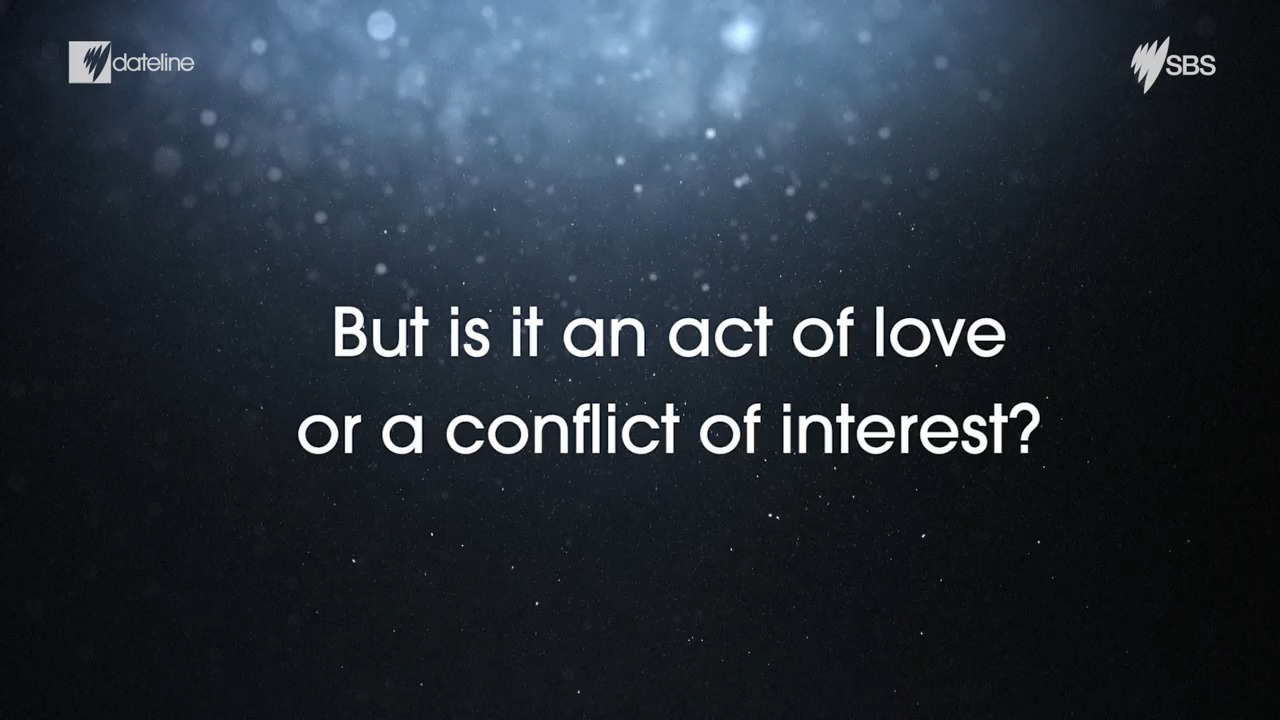 dateline
SBS
But is it an act of love
or a conflict of interest?